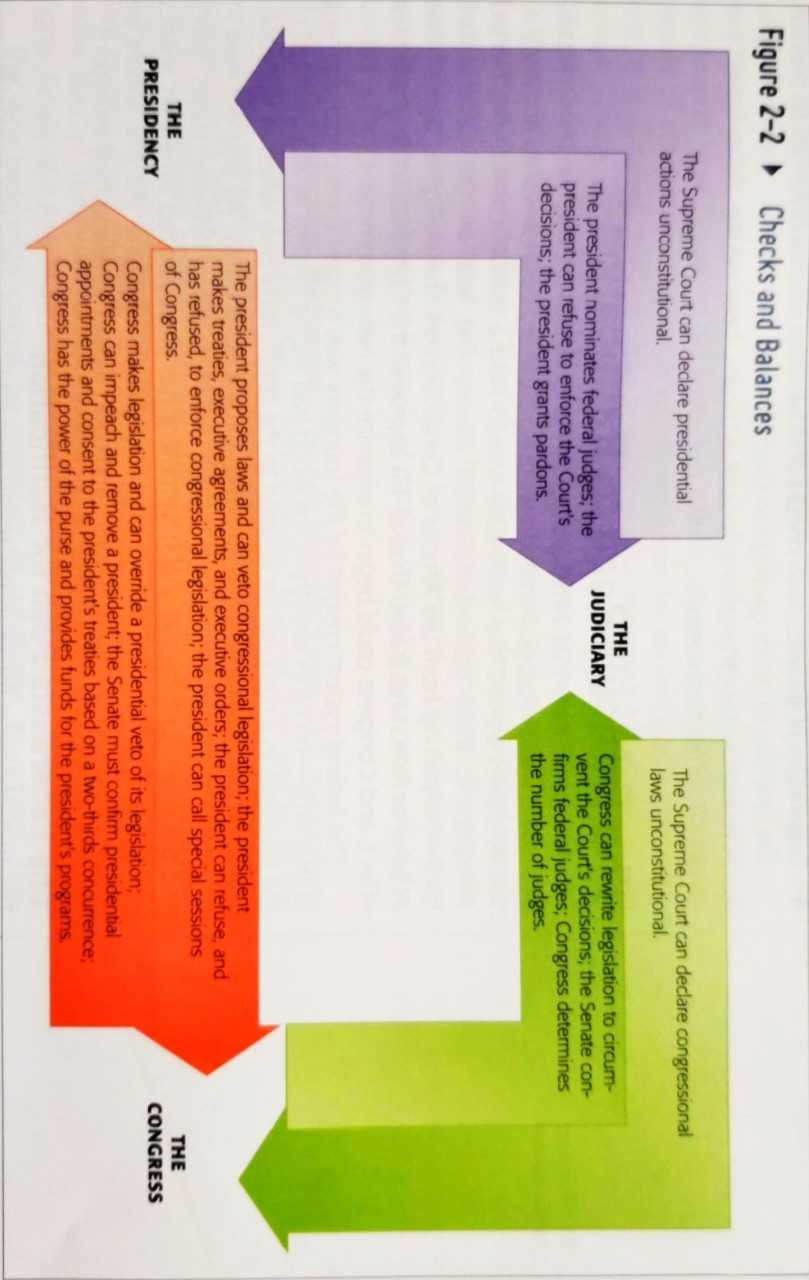 Figure 2–2 ▶ Checks and Balances
The Supreme Court can declare presidential
actions unconstitutional.
The president nominates federal judges; the
president can refuse to enforce the Court's
decisions; the president grants pardons.
THE
JUDICIARY
The Supreme Court can declare congressional
laws unconstitutional.
Congress can rewrite legislation to circum-
vent the Court's decisions; the Senate con-
firms federal judges; Congress determines
the number of judges.
THE
PRESIDENCY
The president proposes laws and can veto congressional legislation; the president
makes treaties, executive agreements, and executive orders; the president can refuse, and
has refused, to enforce congressional legislation; the president can call special sessions
of Congress.
Congress makes legislation and can override a presidential veto of its legislation;
Congress can impeach and remove a president; the Senate must confirm presidential
appointments and consent to the president's treaties based on a two-thirds concurrence;
Congress has the power of the purse and provides funds for the president's programs.
THE
CONGRESS